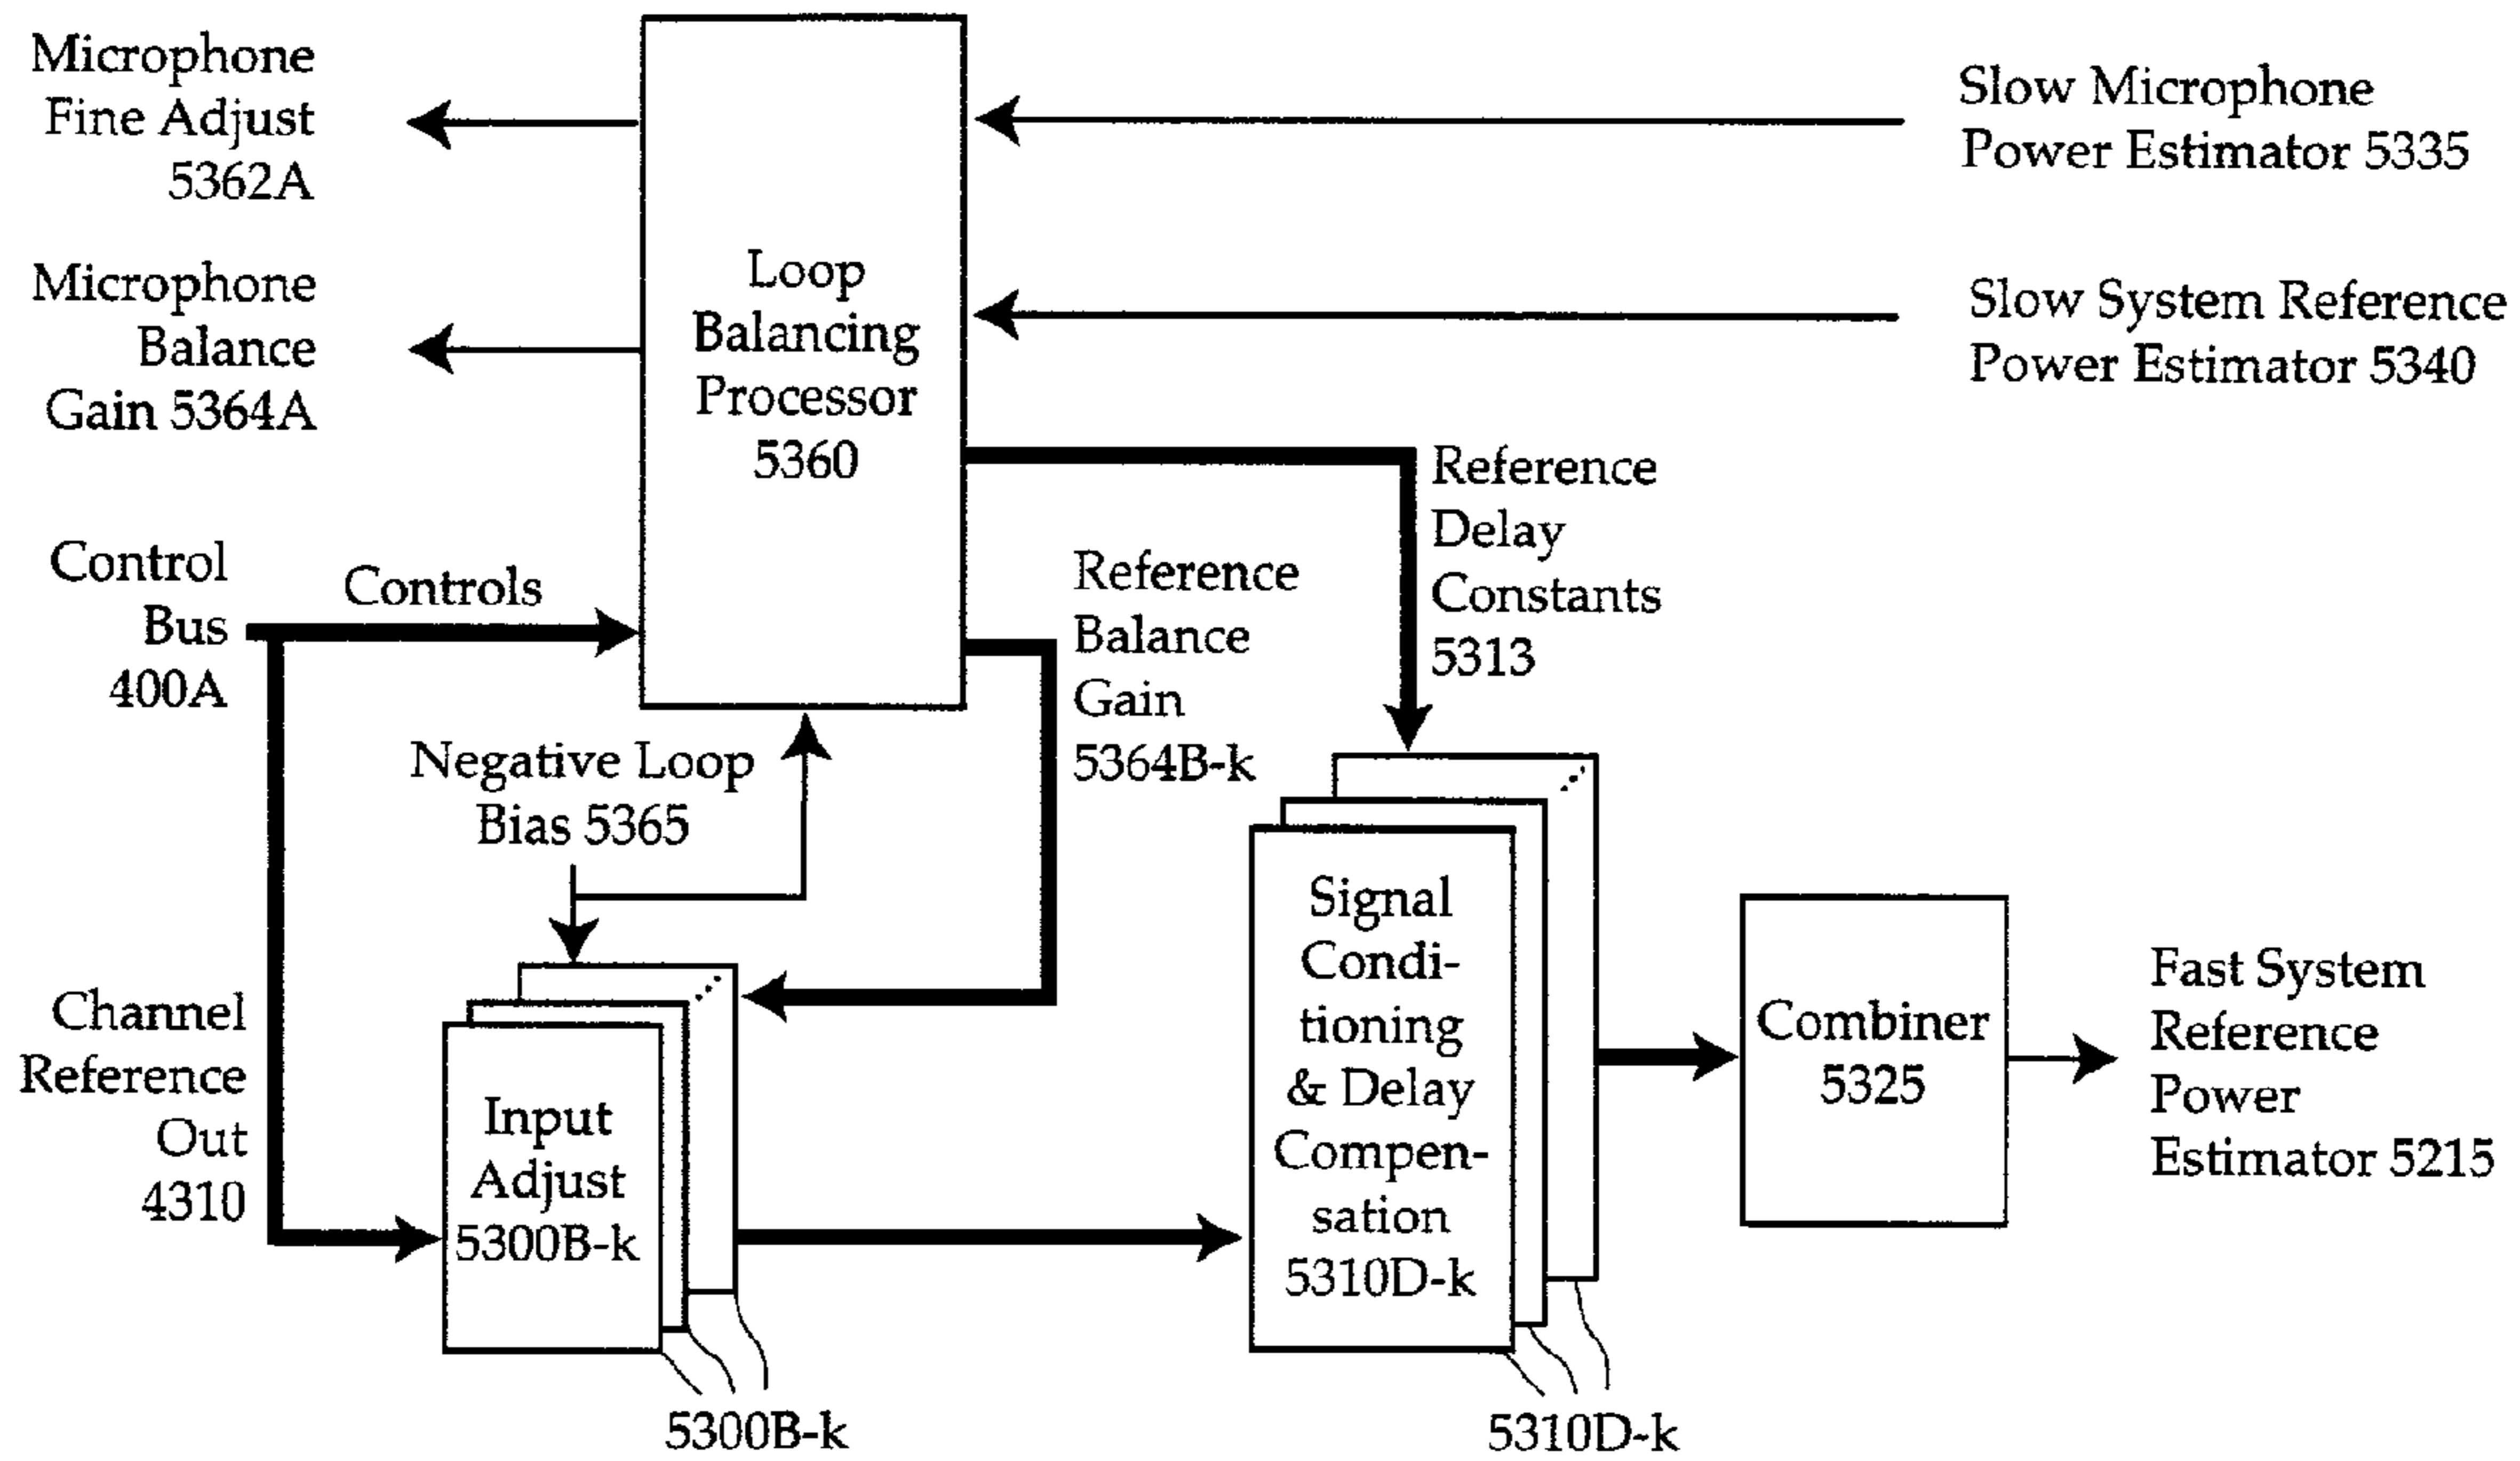 Microphone
Fine Adjust
5362A
Microphone
Balance
Gain 5364A
Control
Bus
400A
Controls
Loop
Balancing
Processor
5360
Slow Microphone
Power Estimator 5335
Slow System Reference
Power Estimator 5340
Reference
Delay
Constants
5313
Reference
Balance
Gain
5364B-k
Negative Loop
Bias 5365
Channel
Reference
Out
4310
Input
Adjust
5300B-k
5300B-k
Signal
Condi-
tioning
& Delay
Compen-
sation
5310D-k
5310D-k
Combiner
5325
Fast System
Reference
Power
Estimator 5215